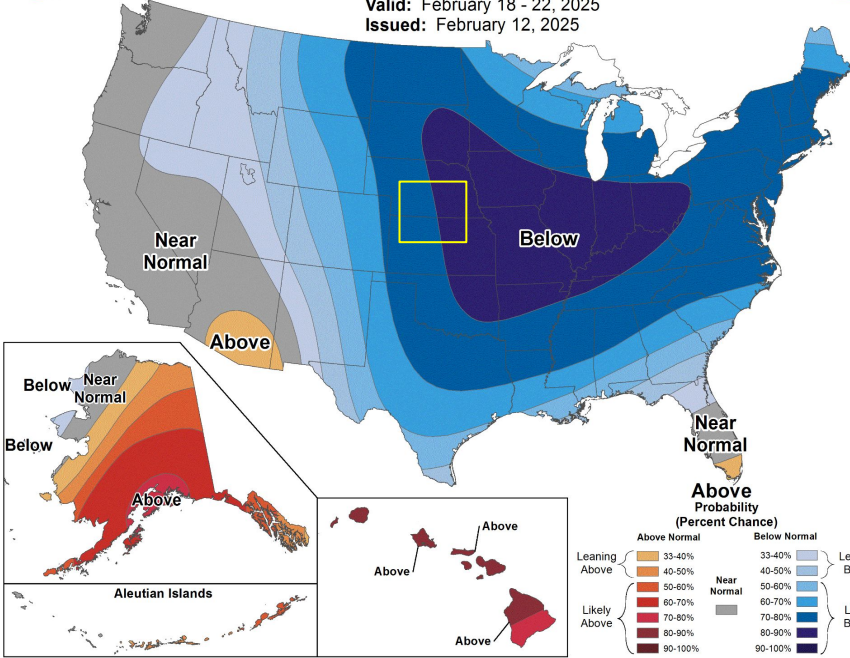 Valid: February 18 - 22, 2025
Issued: February 12, 2025
Near
Normal
Below
Above
Near
Normal
Above
Below
Near
Normal
Below
Above
Aleutian Islands
Above
Above
Above
Probability
(Percent Chance)
Above Normal
Below Normal
Leaning
Above
Likely
Above
33-40%
40-50%
50-60%
60-70%
70-80%
80-90%
90-100%
Near
Normal
33-40%
40-50%
50-60%
60-70%
70-80%
80-90%
90-100%